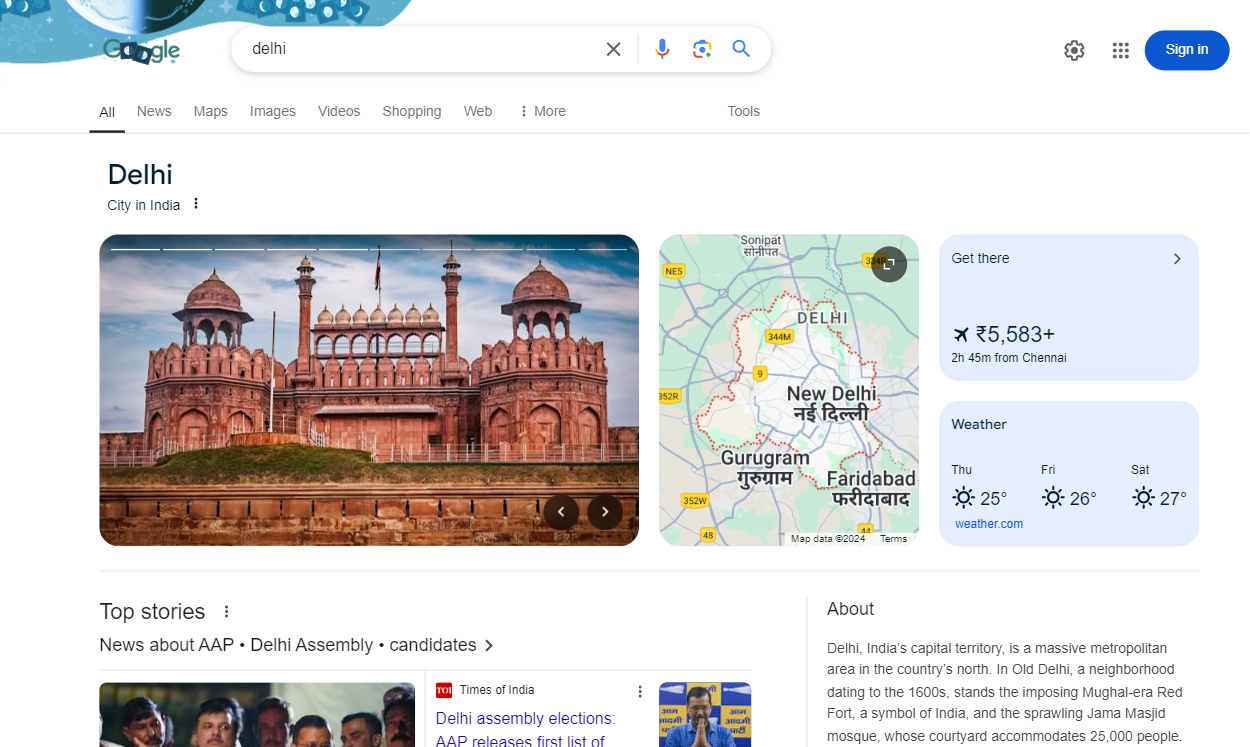 Google
delhi
Sign in
All News Maps Images Videos Shopping Web More Tools
Delhi
City in India
Sonipat
सोनीपत
NE5
DELHI
344M
9
352R
New Delhi
नई दिल्ली
Gurugram
गुरुग्राम
Faridabad
फरीदाबाद
352W
48
44
Map data ©2024 Terms
Get there
₹5,583+
2h 45m from Chennai
Weather
Thu Fri Sat
25° 26° 27°
weather.com
Top stories
News about AAP • Delhi Assembly • candidates
TOI Times of India
Delhi assembly elections:
AAP releases first list of
आम आदमी
About
Delhi, India's capital territory, is a massive metropolitan
area in the country's north. In Old Delhi, a neighborhood
dating to the 1600s, stands the imposing Mughal-era Red
Fort, a symbol of India, and the sprawling Jama Masjid
mosque, whose courtyard accommodates 25,000 people.